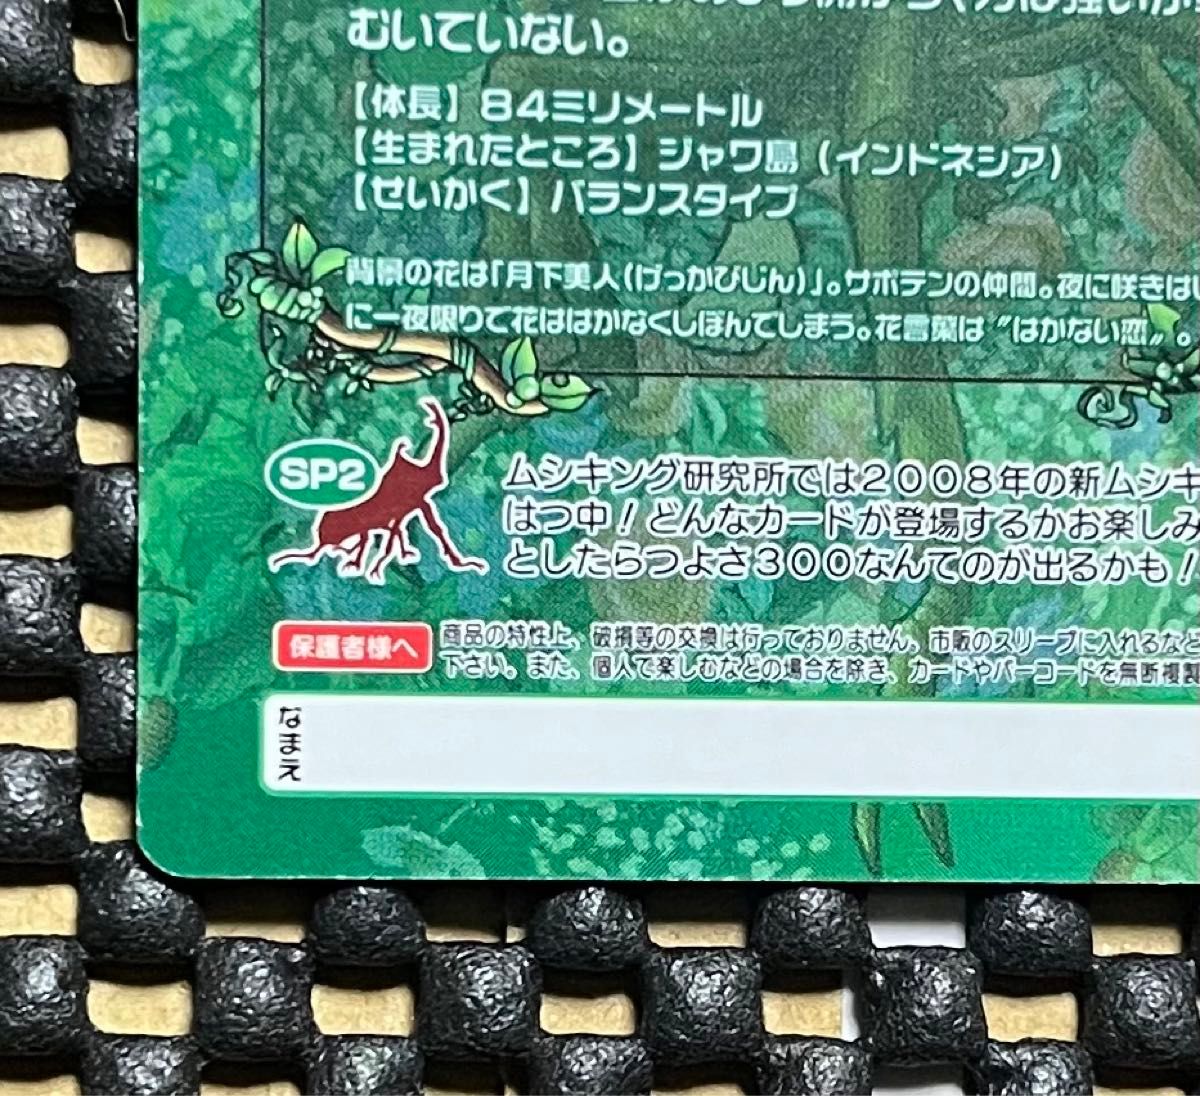 むいていない。
【体長】84ミリメートル
【生まれたところ】ジャワ島（インドネシア）
【せいかく】バランスタイプ
背景の花は「月下美人(げっかびじん)」。サボテンの仲間。夜に咲きは
に一夜限りで花ははかなくしぼんでしまう。花言葉は〝はかない恋〟。
SP2
ムシキング研究所では2008年の新ムシキ
はつ中！どんなカードが登場するかお楽しみ
としたらつよさ300なんてのが出るかも！
保護者様へ
商品の特性上、破損等の交換は行っておりません。市販のスリーブに入れるなど
下さい。また、個人で楽しむなどの場合を除き、カードやバーコードを無断複製
なまえ